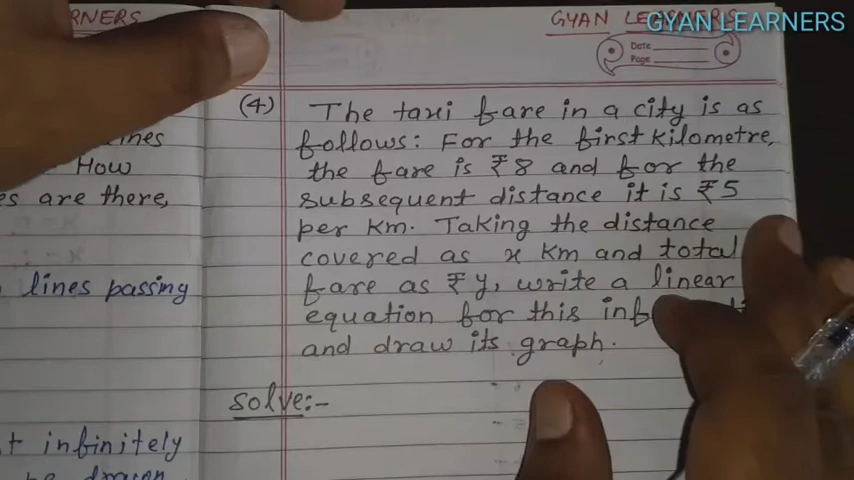 RNERS
GYAN LEARNERS
GYAN LEARNERS
Date
Page
lines
How
es are there,
lines passing
t infinitely
(4) The taxi fare in a city is as
follows: For the first kilometre,
the fare is ₹8 and for the
subsequent distance it is ₹5
per km. Taking the distance
covered as x km and total
fare as ₹y, write a linear
equation for this inf
and draw its graph.
Solve:-